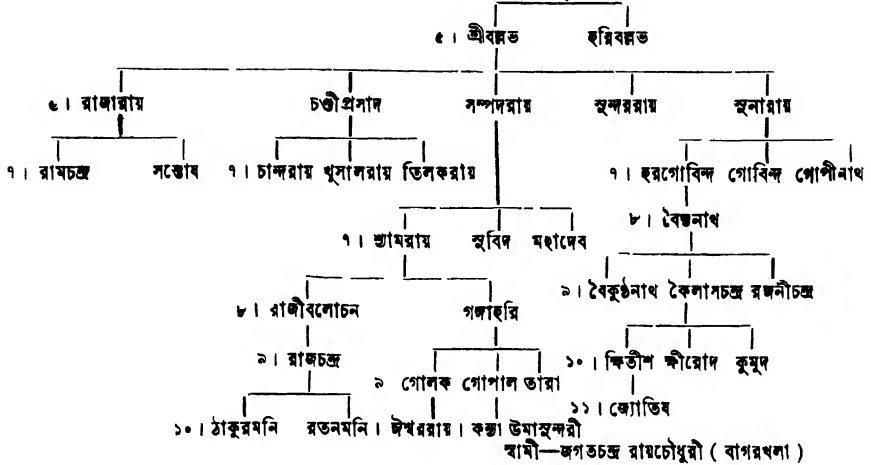 ৫। শ্রীবল্লভ হরিবল্লভ
৬। রাজারায় চণ্ডীপ্রসাদ সম্পদরায় সুন্দররায় সুনারায়
৭। রামচন্দ্র সন্তোষ ৭। চান্দরায় খুসালরায় তিলকরায় ৭। হরগোবিন্দ গোবিন্দ গোপীনাথ
৮। বৈদ্যনাথ
৭। শ্যামরায় সুবিদ মহাদেব
৯। বৈকুণ্ঠনাথ কৈলাসচন্দ্র রজনীচন্দ্র
৮। রাজীবলোচন গঙ্গাহরি
৯। রাজচন্দ্র
১০। ক্ষিতীশ ক্ষীরোদ কুমুদ
৯ গোলক গোপাল তারা
১১। জ্যোতিষ
১০। ঠাকুরমনি রতনমনি। ঈশ্বররায়। কন্যা উমাসুন্দরী
স্বামী—জগতচন্দ্র রায়চৌধুরী (বাগরখলা)